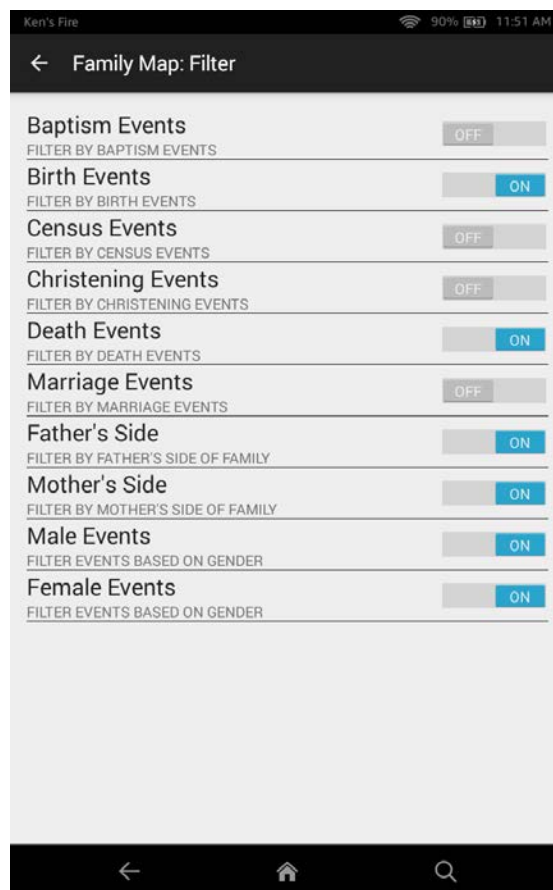 Ken's Fire 90% 11:51 AM
Family Map: Filter
Baptism Events OFF
FILTER BY BAPTISM EVENTS
Birth Events ON
FILTER BY BIRTH EVENTS
Census Events OFF
FILTER BY CENSUS EVENTS
Christening Events OFF
FILTER BY CHRISTENING EVENTS
Death Events ON
FILTER BY DEATH EVENTS
Marriage Events OFF
FILTER BY MARRIAGE EVENTS
Father's Side ON
FILTER BY FATHER'S SIDE OF FAMILY
Mother's Side ON
FILTER BY MOTHER'S SIDE OF FAMILY
Male Events ON
FILTER EVENTS BASED ON GENDER
Female Events ON
FILTER EVENTS BASED ON GENDER